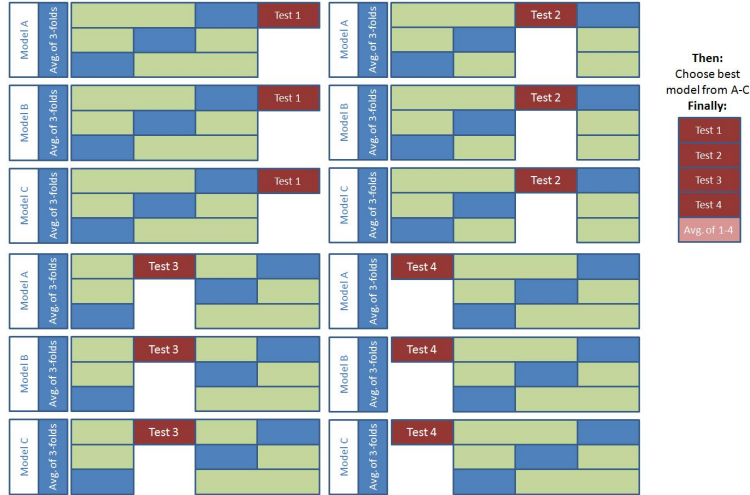 Model A
Avg. of 3-folds
Test 1
Model A
Avg. of 3-folds
Test 2
Model B
Avg. of 3-folds
Test 1
Model B
Avg. of 3-folds
Test 2
Model C
Avg. of 3-folds
Test 1
Model C
Avg. of 3-folds
Test 2
Model A
Avg. of 3-folds
Test 3
Model A
Avg. of 3-folds
Test 4
Model B
Avg. of 3-folds
Test 3
Model B
Avg. of 3-folds
Test 4
Model C
Avg. of 3-folds
Test 3
Model C
Avg. of 3-folds
Test 4
Then:
Choose best
model from A-C
Finally:
Test 1
Test 2
Test 3
Test 4
Avg. of 1-4